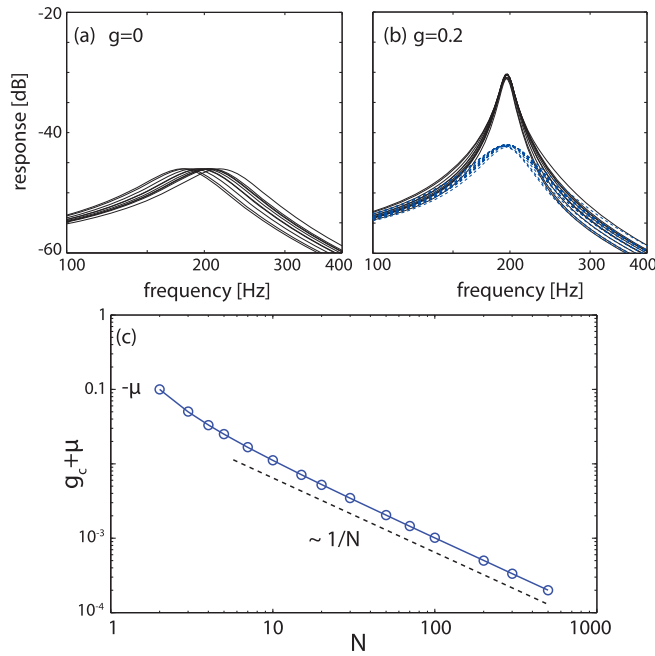 -20
(a) g=0
(b) g=0.2
response [dB]
-40
-60
100
200
300
400
100
200
300
400
frequency [Hz]
frequency [Hz]
1
(c)
-μ
0.1
g_c+μ
10^-3
10^-4
~ 1/N
1
10
100
1000
N